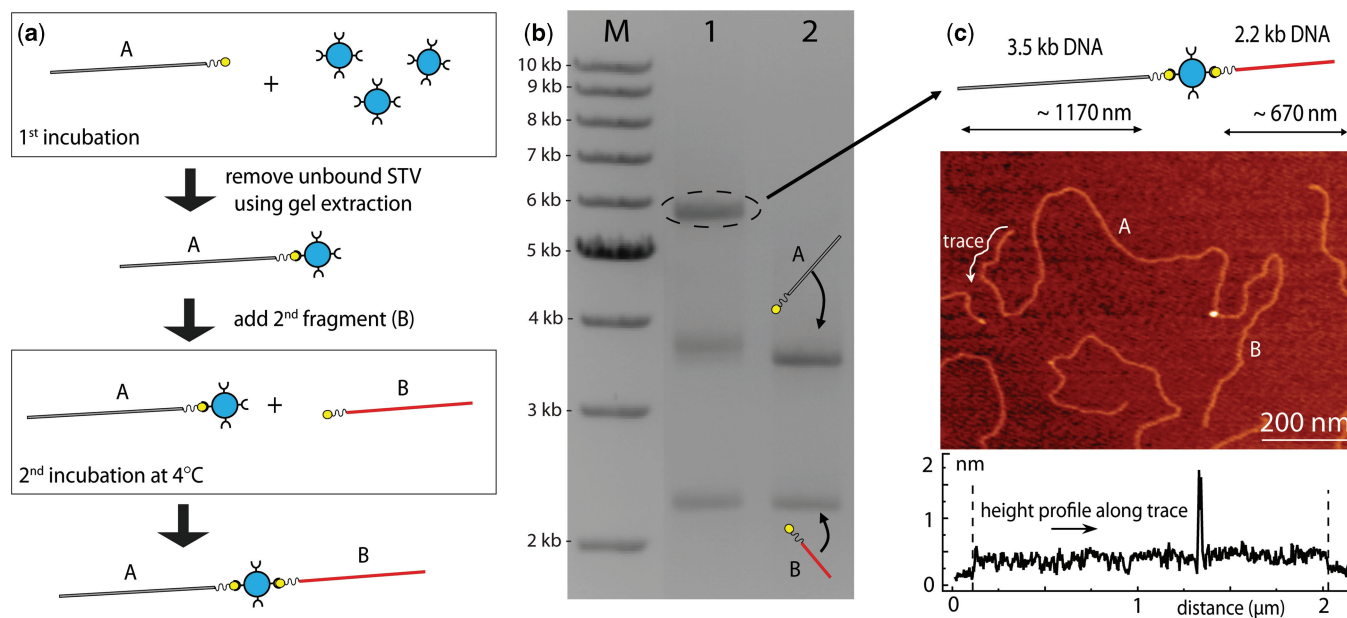 (a)
A
+
1st incubation
remove unbound STV
using gel extraction
A
add 2nd fragment (B)
A
+
B
2nd incubation at 4°C
A
B
(b)
M 1 2
10 kb -
9 kb -
8 kb -
7 kb -
6 kb -
5 kb -
4 kb -
3 kb -
2 kb -
A
B
(c)
3.5 kb DNA
2.2 kb DNA
~ 1170 nm
~ 670 nm
A
trace
B
200 nm
2
nm
1
0
height profile along trace
0 1 2
distance (μm)